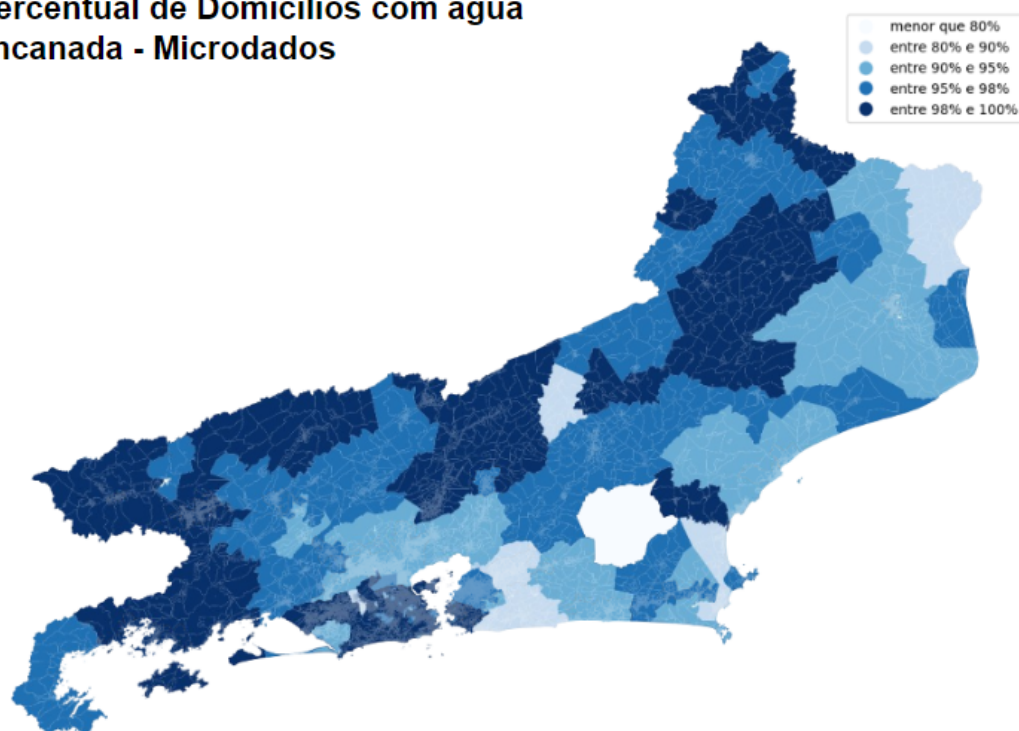 ercentual de Domicílios com água
ncanada - Microdados
menor que 80%
entre 80% e 90%
entre 90% e 95%
entre 95% e 98%
entre 98% e 100%